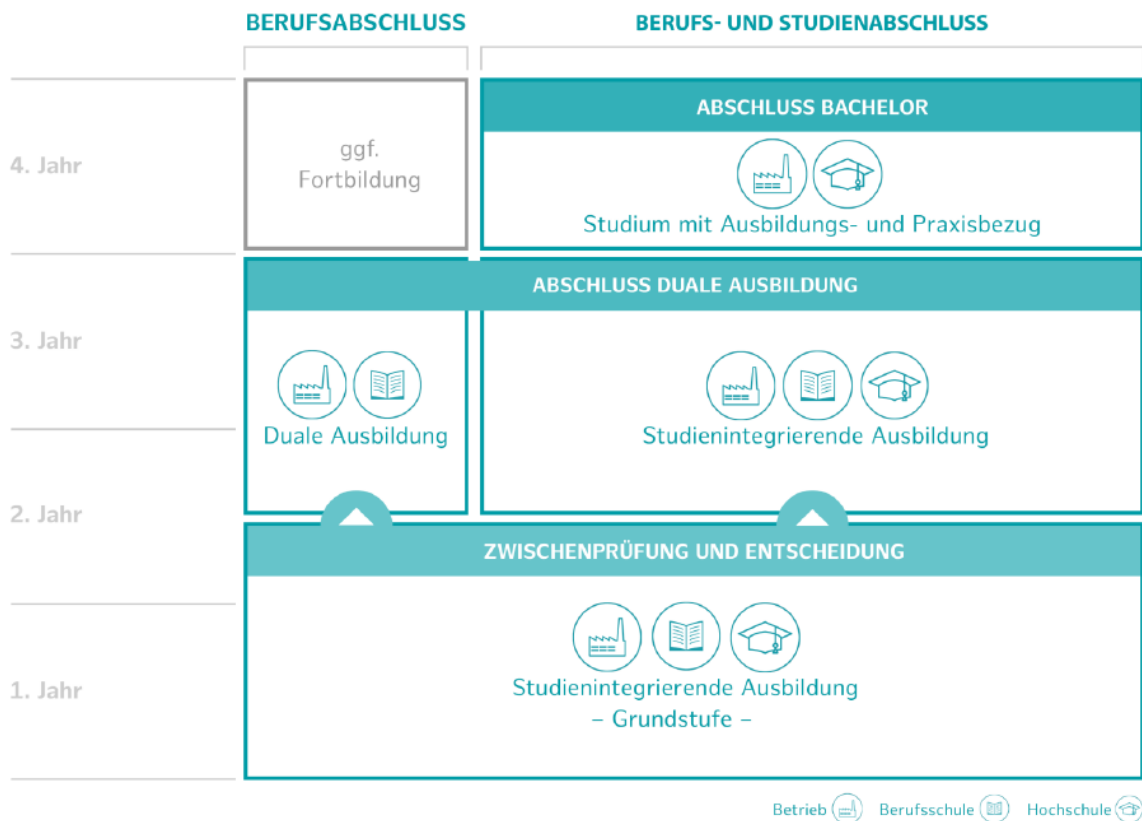 BERUFSABSCHLUSS
BERUFS- UND STUDIENABSCHLUSS
4. Jahr
ggf.
Fortbildung
ABSCHLUSS BACHELOR
Studium mit Ausbildungs- und Praxisbezug
ABSCHLUSS DUALE AUSBILDUNG
3. Jahr
Duale Ausbildung
Studienintegrierende Ausbildung
2. Jahr
ZWISCHENPRÜFUNG UND ENTSCHEIDUNG
1. Jahr
Studienintegrierende Ausbildung
– Grundstufe –
Betrieb Berufsschule Hochschule